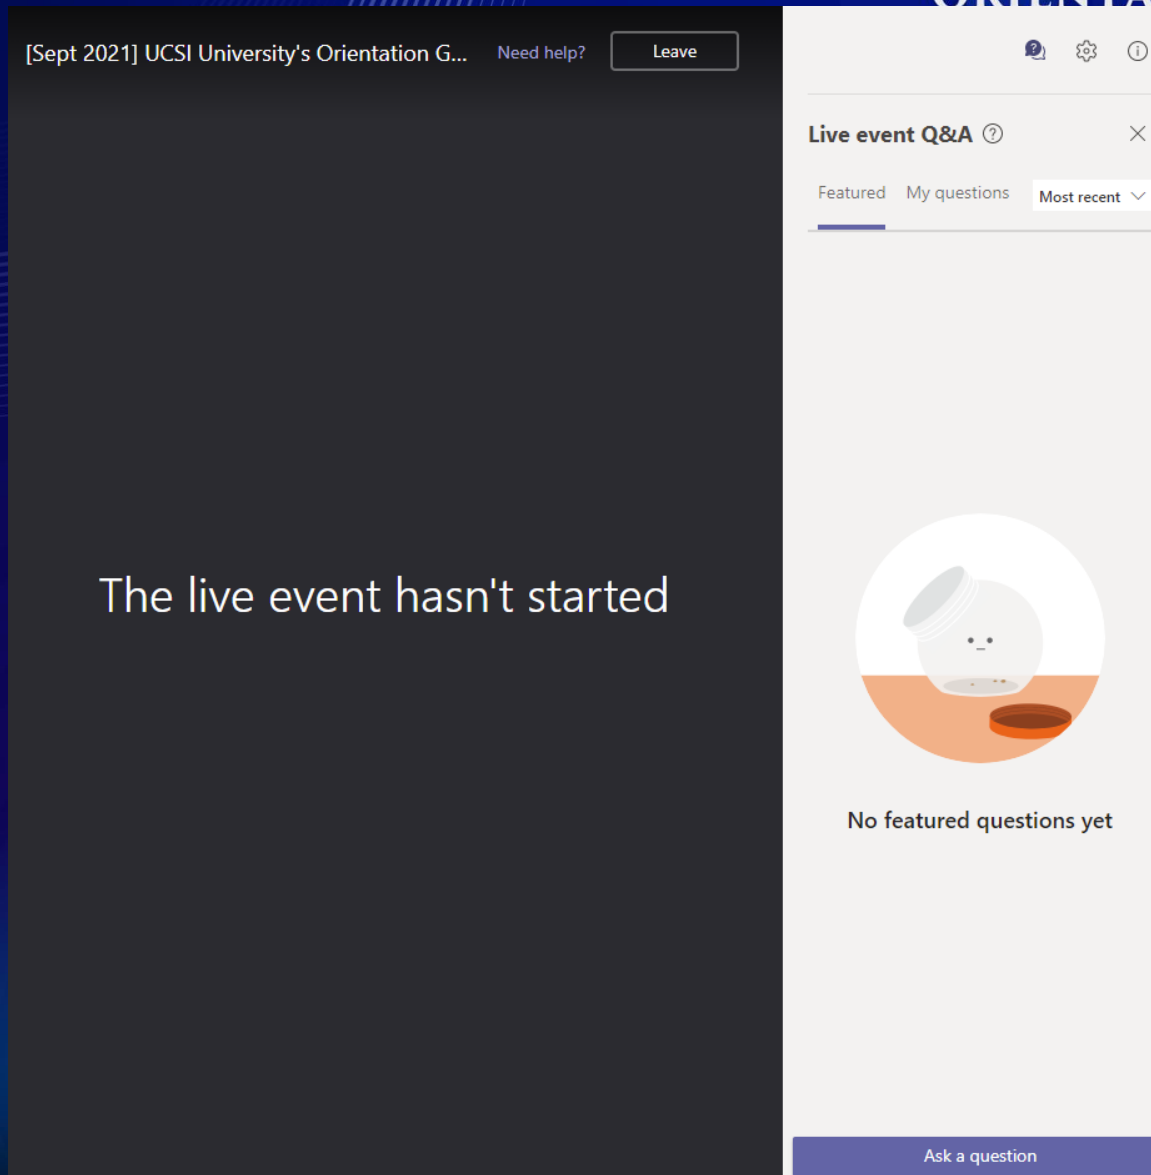 [Sept 2021] UCSI University's Orientation G... Need help? Leave
Live event Q&A
Featured My questions Most recent
The live event hasn't started
No featured questions yet
Ask a question